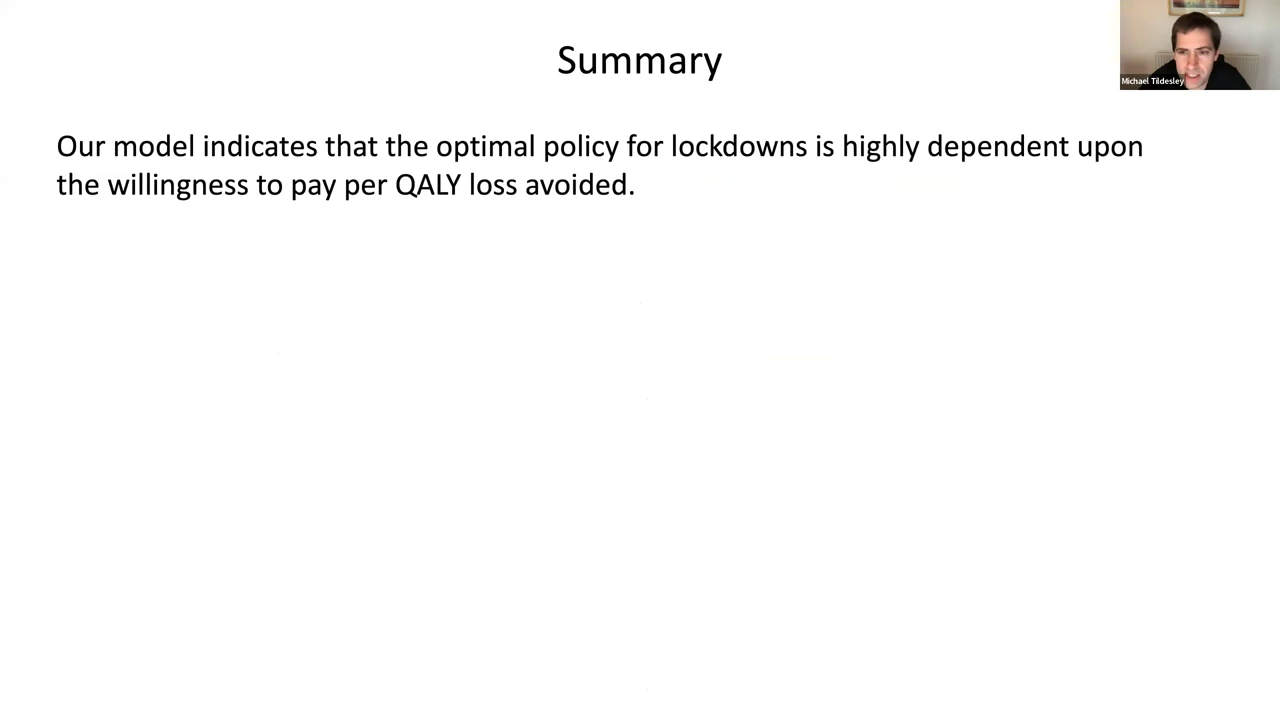 Summary
Michael Tildesley
Our model indicates that the optimal policy for lockdowns is highly dependent upon
the willingness to pay per QALY loss avoided.